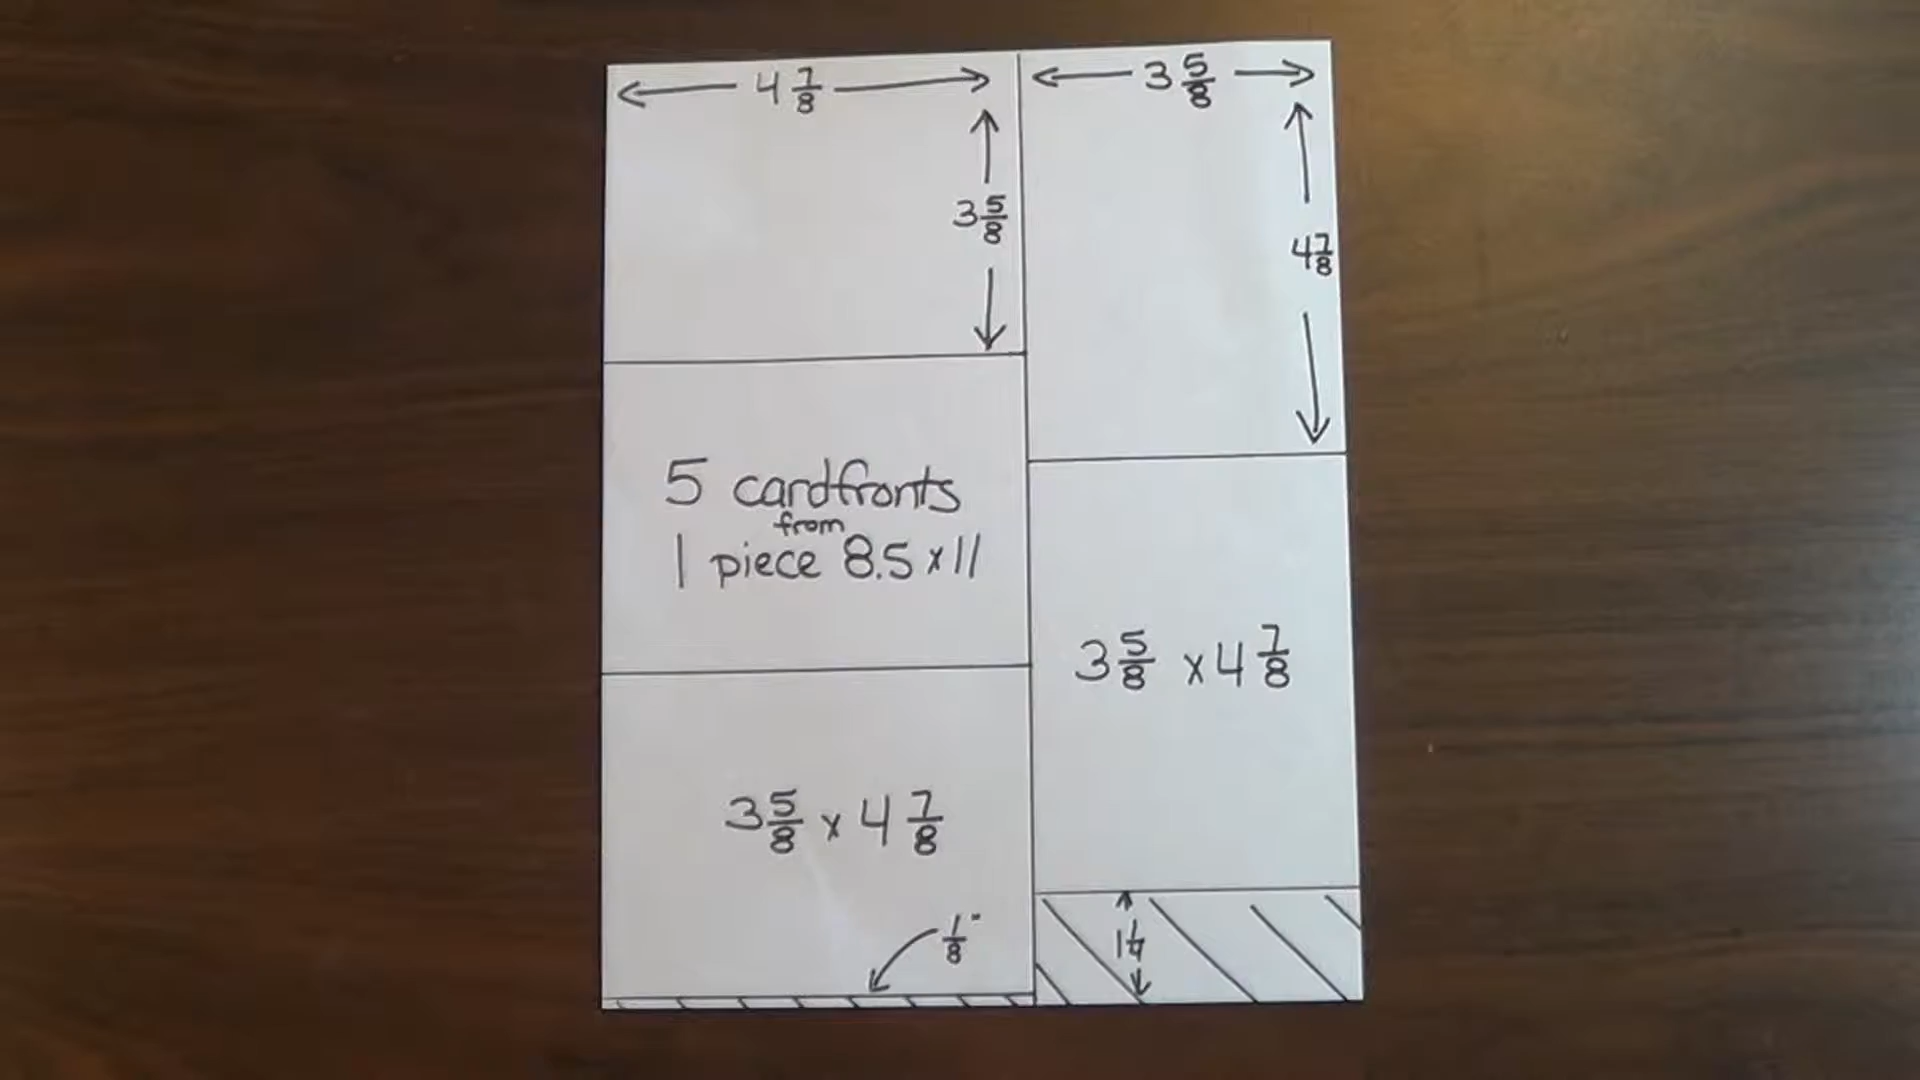 4 7/8
3 5/8
3 5/8
4 7/8
5 cardfronts
from
1 piece 8.5 x 11
3 5/8 x 4 7/8
3 5/8 x 4 7/8
1/8"
1 1/4